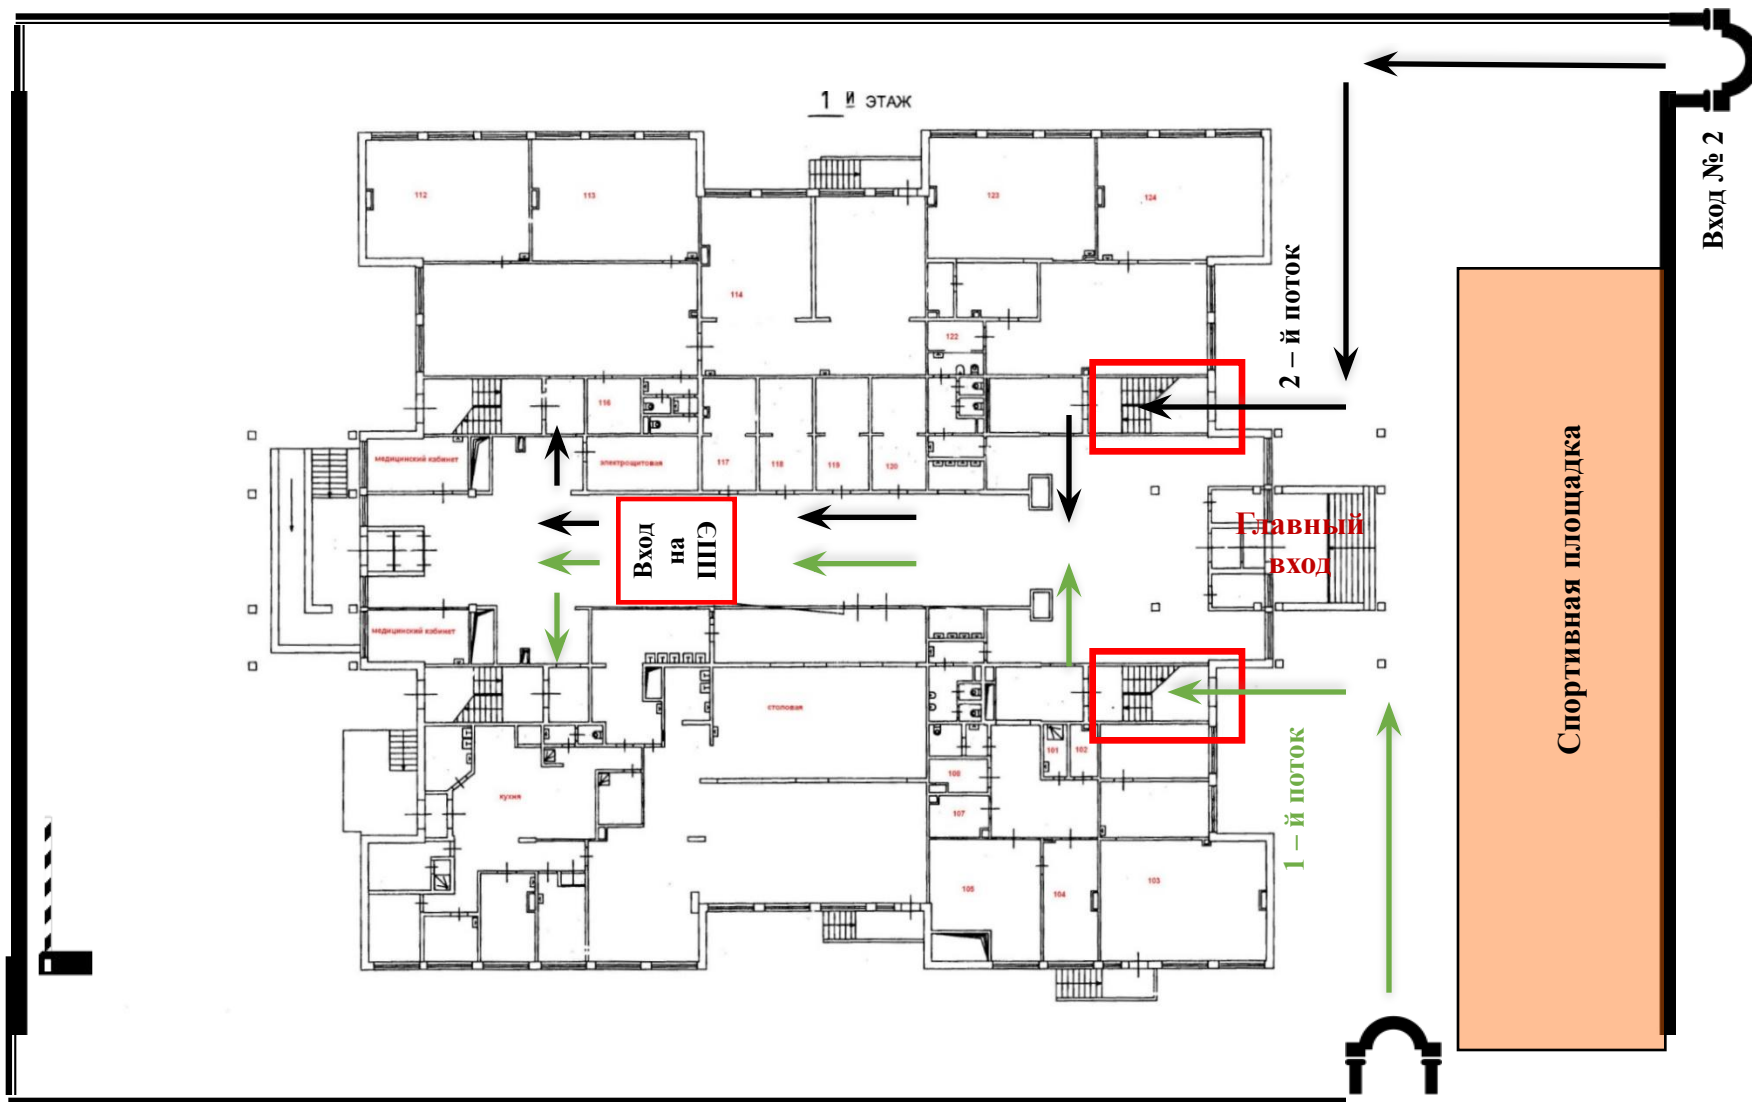 1 й ЭТАЖ
Вход № 2
112
113
123
124
114
2 – й поток
122
116
медицинский кабинет
электрощитовая
117
118
119
120
Вход
на
ППЭ
Главный
вход
Спортивная площадка
медицинский кабинет
столовая
101
102
108
107
кухня
1 – й поток
105
104
103